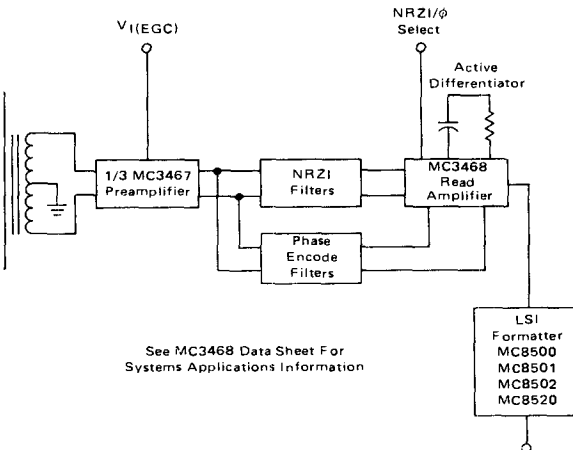 V I(EGC)
NRZI/φ
Select
Active
Differentiator
1/3 MC3467
Preamplifier
NRZI
Filters
MC3468
Read
Amplifier
Phase
Encode
Filters
LSI
Formatter
MC8500
MC8501
MC8502
MC8520
See MC3468 Data Sheet For
Systems Applications Information